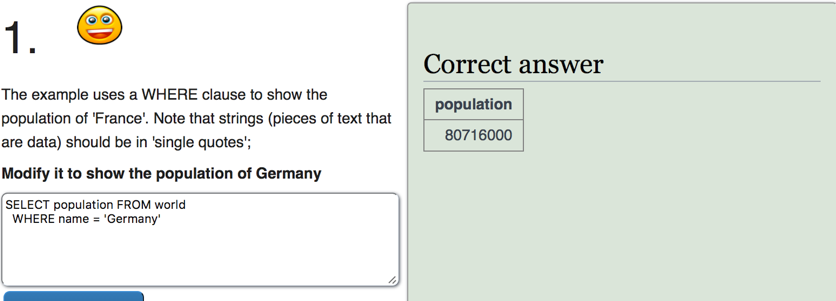 1.
The example uses a WHERE clause to show the
population of 'France'. Note that strings (pieces of text that
are data) should be in 'single quotes';
Modify it to show the population of Germany
SELECT population FROM world
WHERE name = 'Germany'
Correct answer
population
80716000